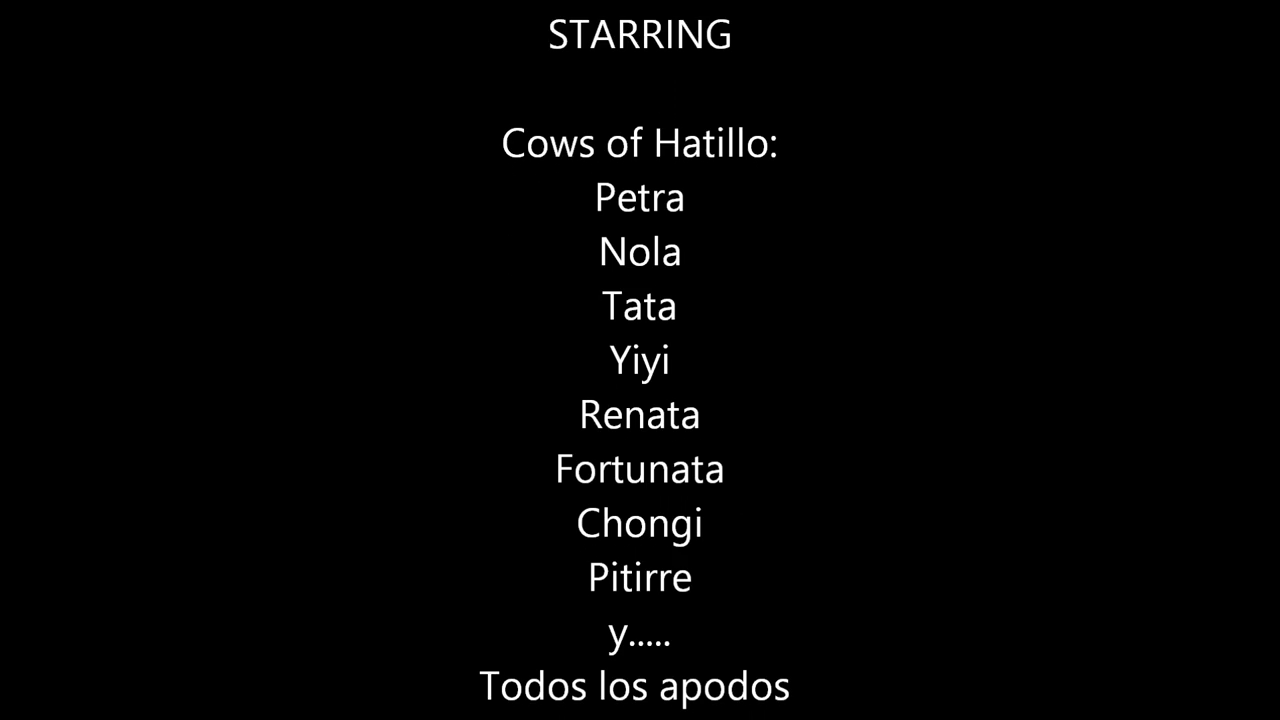 STARRING
Cows of Hatillo:
Petra
Nola
Tata
Yiyi
Renata
Fortunata
Chongi
Pitirre
y.....
Todos los apodos